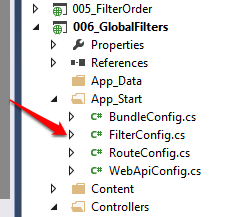 005_FilterOrder
006_GlobalFilters
Properties
References
App_Data
App_Start
C# BundleConfig.cs
C# FilterConfig.cs
C# RouteConfig.cs
C# WebApiConfig.cs
Content
Controllers